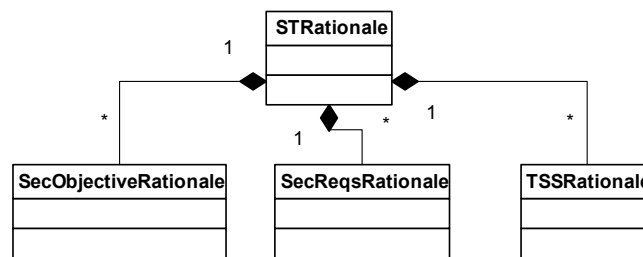 STRationale
1
*
1
*
1
*
SecObjectiveRationale
SecReqsRationale
TSSRationale